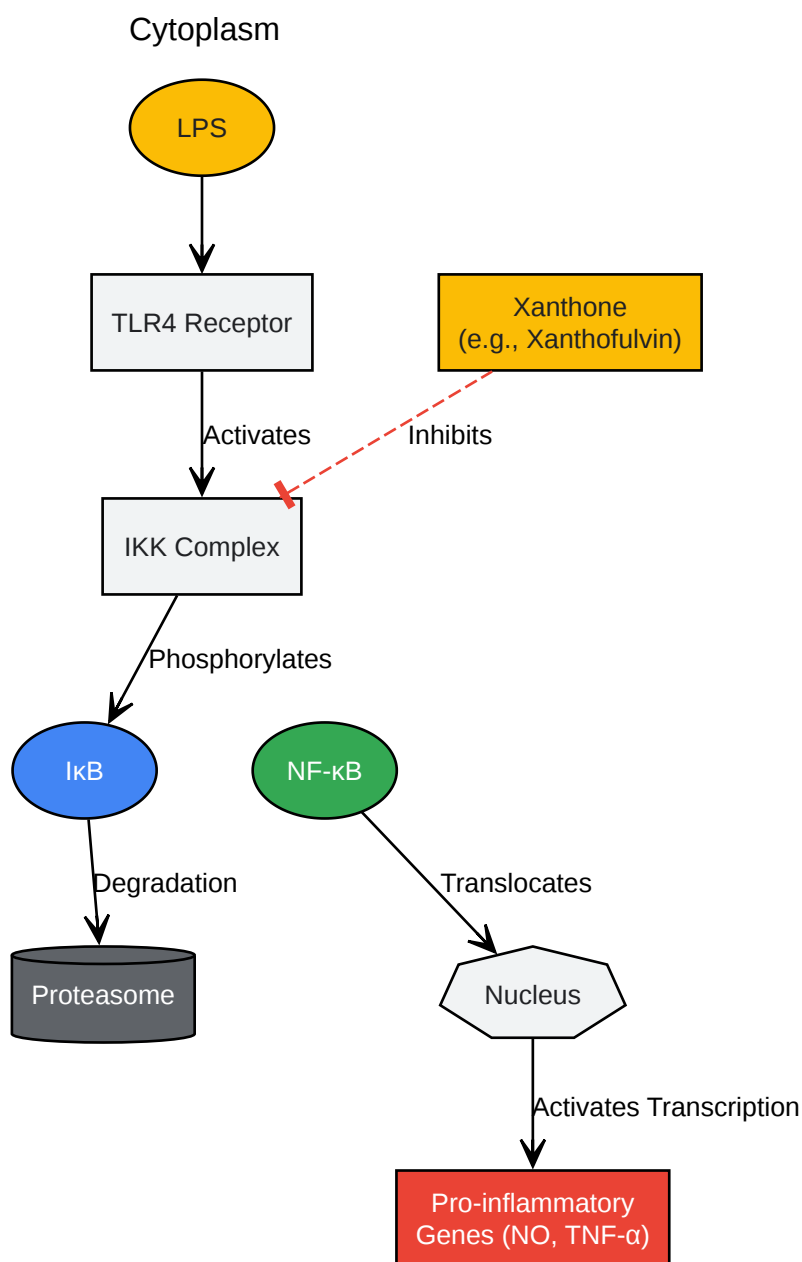 Cytoplasm
LPS
TLR4 Receptor
Xanthone
(e.g., Xanthofulvin)
Activates
Inhibits
IKK Complex
Phosphorylates
IκB
NF-κB
Degradation
Translocates
Proteasome
Nucleus
Activates Transcription
Pro-inflammatory
Genes (NO, TNF-α)